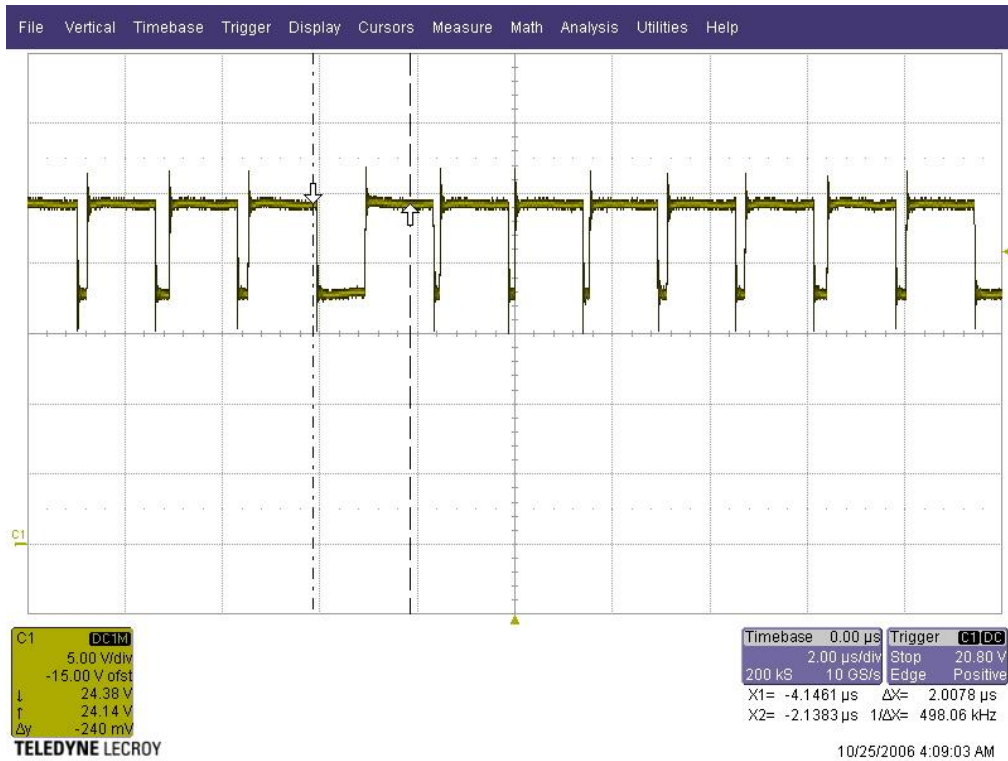 File Vertical Timebase Trigger Display Cursors Measure Math Analysis Utilities Help
C1
C1 DC1M
5.00 V/div
-15.00 V ofst
↓ 24.38 V
↑ 24.14 V
Δy -240 mV
Timebase 0.00 µs
2.00 µs/div
200 kS 10 GS/s
Trigger C1 DC
Stop 20.80 V
Edge Positive
X1= -4.1461 µs ΔX= 2.0078 µs
X2= -2.1383 µs 1/ΔX= 498.06 kHz
TELEDYNE LECROY
10/25/2006 4:09:03 AM